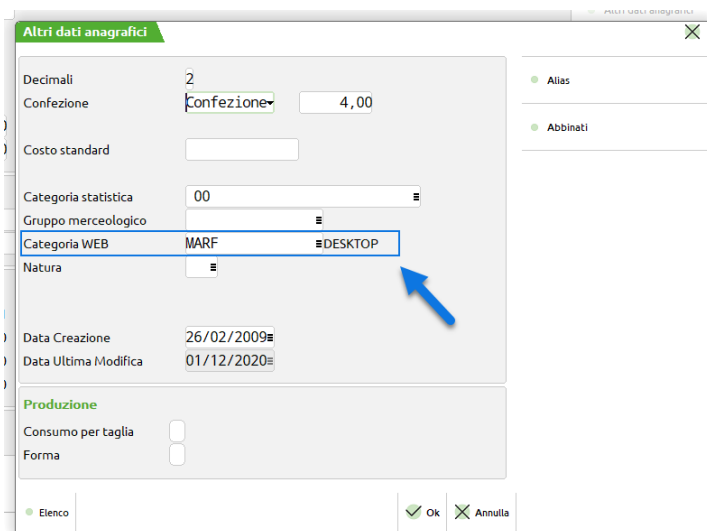 Altri dati anagrafici
Altri dati anagrafici
Decimali 2
Alias
Confezione Confezione 4,00
Abbinati
Costo standard
Categoria statistica 00
Gruppo merceologico
Categoria WEB MARF DESKTOP
Natura
Data Creazione 26/02/2009
Data Ultima Modifica 01/12/2020
Produzione
Consumo per taglia
Forma
Elenco Ok Annulla